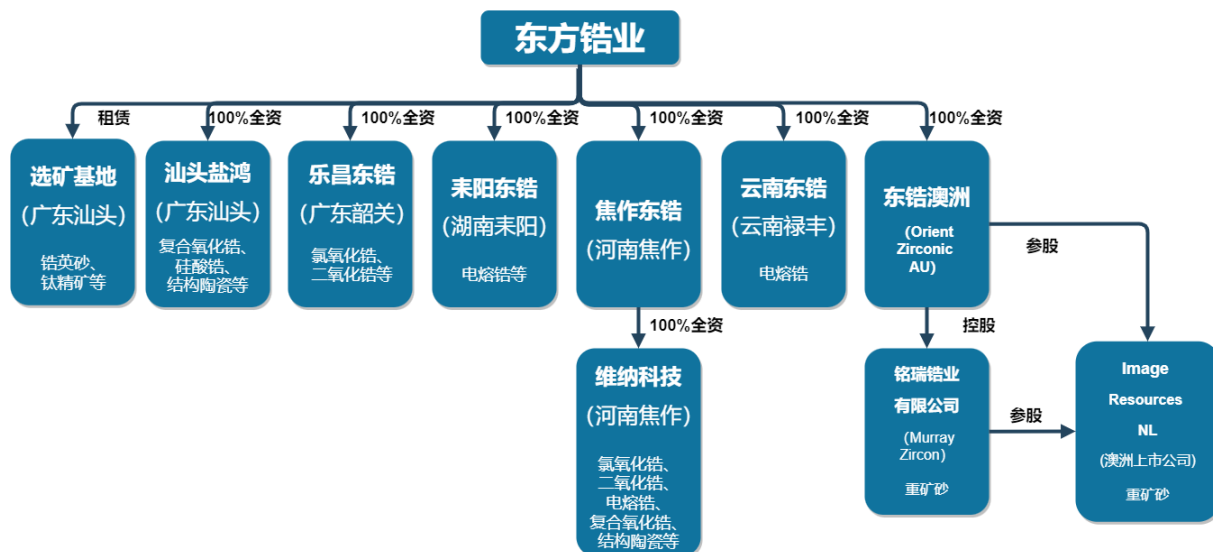 东方锆业
租赁
100%全资
100%全资
100%全资
100%全资
100%全资
100%全资
选矿基地
（广东汕头）
锆英砂、
钛精矿等
汕头盐鸿
（广东汕头）
复合氧化锆、
硅酸锆、
结构陶瓷等
乐昌东锆
（广东韶关）
氯氧化锆、
二氧化锆等
耒阳东锆
（湖南耒阳）
电熔锆等
焦作东锆
（河南焦作）
云南东锆
（云南禄丰）
电熔锆
东锆澳洲
（Orient
Zirconic
AU）
参股
100%全资
控股
维纳科技
（河南焦作）
氯氧化锆、
二氧化锆、
电熔锆、
复合氧化锆、
结构陶瓷等
铭瑞锆业
有限公司
（Murray
Zircon）
重矿砂
参股
Image
Resources
NL
(澳洲上市公司)
重矿砂